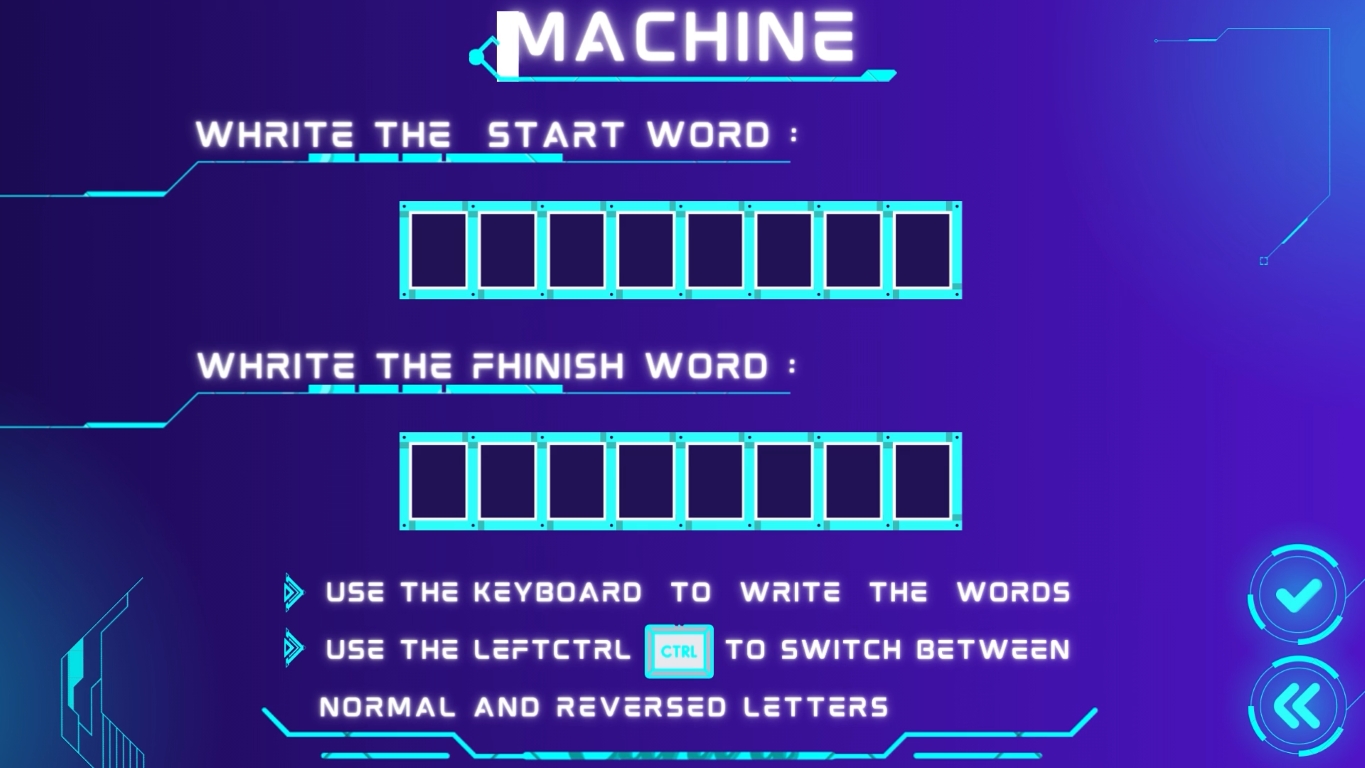 MACHINE
WHRITE THE START WORD :
WHRITE THE FHINISH WORD :
USE THE KEYBOARD TO WRITE THE WORDS
USE THE LEFTCTRL CTRL TO SWITCH BETWEEN
NORMAL AND REVERSED LETTERS